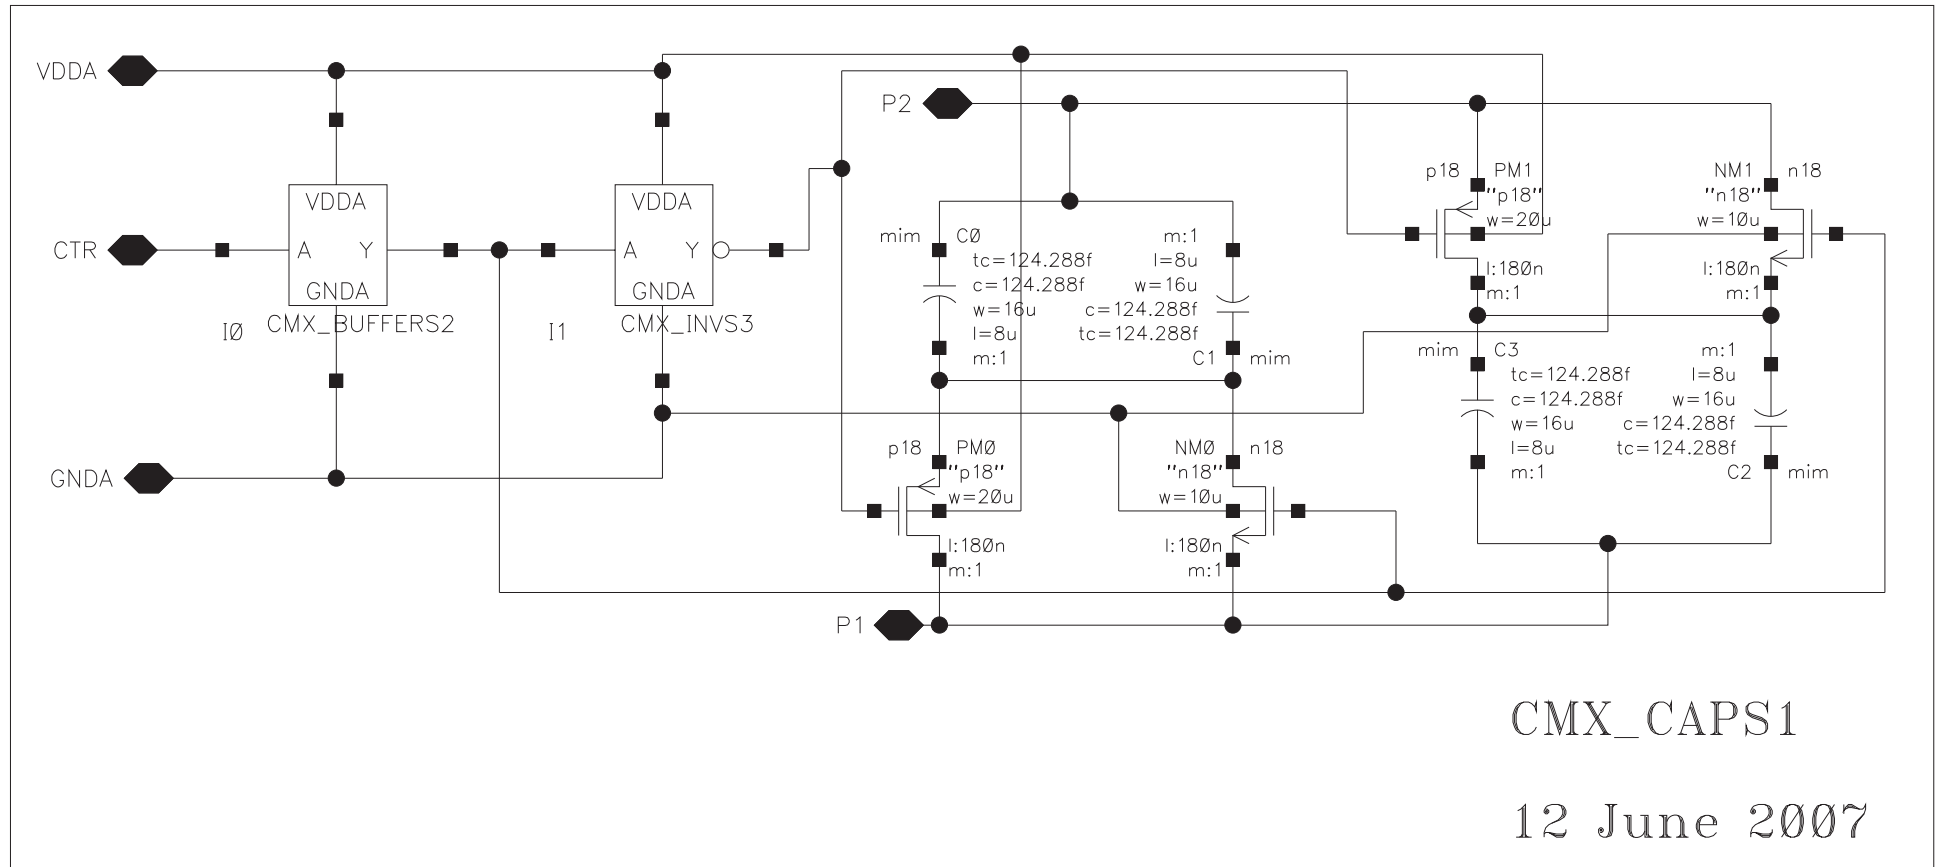 VDDA
P2
p18 PM1
"p18"
w=20u
l:180n
m:1
NM1 n18
"n18"
w=10u
l:180n
m:1
VDDA
A Y
GNDA
I0 CMX_BUFFERS2
VDDA
A Y
GNDA
I1 CMX_INVS3
CTR
GNDA
mim C0
tc=124.288f
c=124.288f
w=16u
l=8u
m:1
m:1
l=8u
w=16u
c=124.288f
tc=124.288f
C1 mim
mim C3
tc=124.288f
c=124.288f
w=16u
l=8u
m:1
m:1
l=8u
w=16u
c=124.288f
tc=124.288f
C2 mim
p18 PM0
"p18"
w=20u
l:180n
m:1
NM0 n18
"n18"
w=10u
l:180n
m:1
P1
CMX_CAPS1
12 June 2007